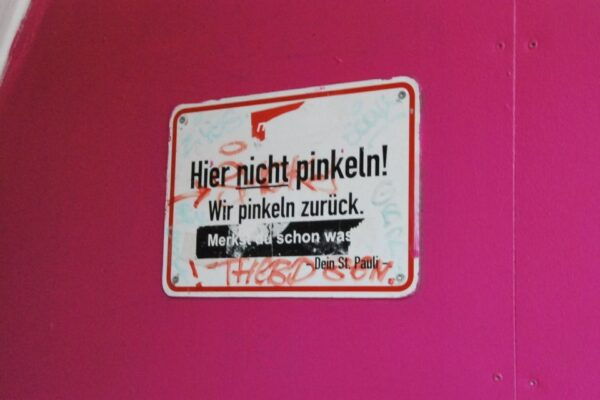 Hier nicht pinkeln!
Wir pinkeln zurück.
Merkst du schon was
- Dein St. Pauli -